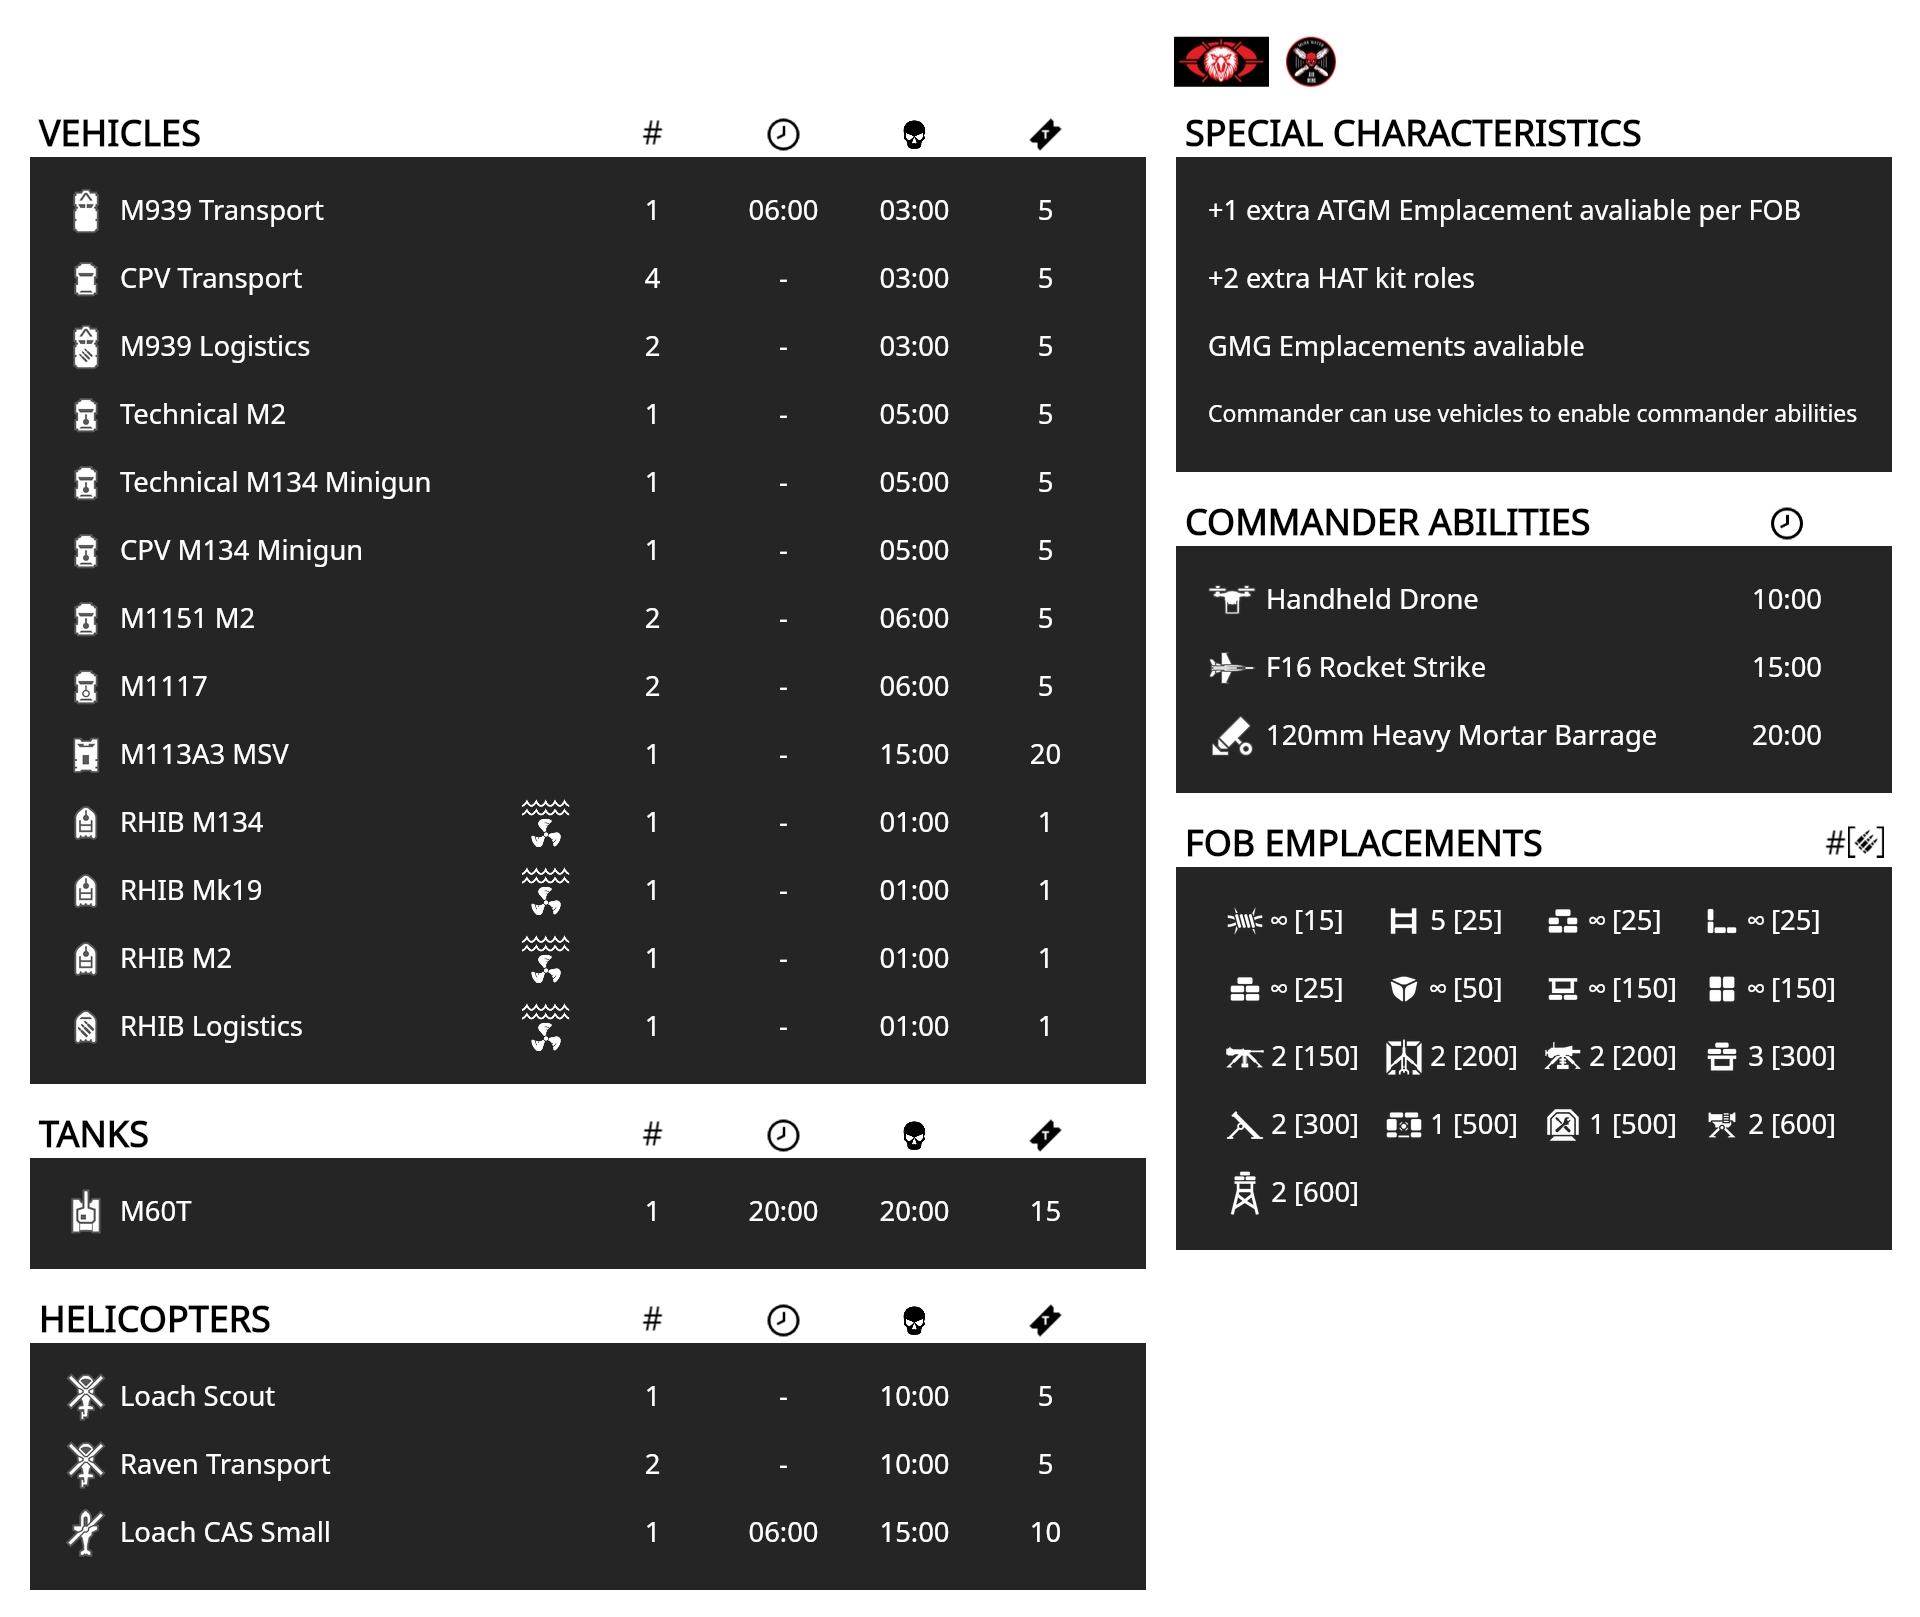 VEHICLES #
M939 Transport 1 06:00 03:00 5
CPV Transport 4 - 03:00 5
M939 Logistics 2 - 03:00 5
Technical M2 1 - 05:00 5
Technical M134 Minigun 1 - 05:00 5
CPV M134 Minigun 1 - 05:00 5
M1151 M2 2 - 06:00 5
M1117 2 - 06:00 5
M113A3 MSV 1 - 15:00 20
RHIB M134 1 - 01:00 1
RHIB Mk19 1 - 01:00 1
RHIB M2 1 - 01:00 1
RHIB Logistics 1 - 01:00 1
TANKS #
M60T 1 20:00 20:00 15
HELICOPTERS #
Loach Scout 1 - 10:00 5
Raven Transport 2 - 10:00 5
Loach CAS Small 1 06:00 15:00 10
SPECIAL CHARACTERISTICS
+1 extra ATGM Emplacement avaliable per FOB
+2 extra HAT kit roles
GMG Emplacements avaliable
Commander can use vehicles to enable commander abilities
COMMANDER ABILITIES
Handheld Drone 10:00
F16 Rocket Strike 15:00
120mm Heavy Mortar Barrage 20:00
FOB EMPLACEMENTS #[]
∞ [15] 5 [25] ∞ [25] ∞ [25]
∞ [25] ∞ [50] ∞ [150] ∞ [150]
2 [150] 2 [200] 2 [200] 3 [300]
2 [300] 1 [500] 1 [500] 2 [600]
2 [600]